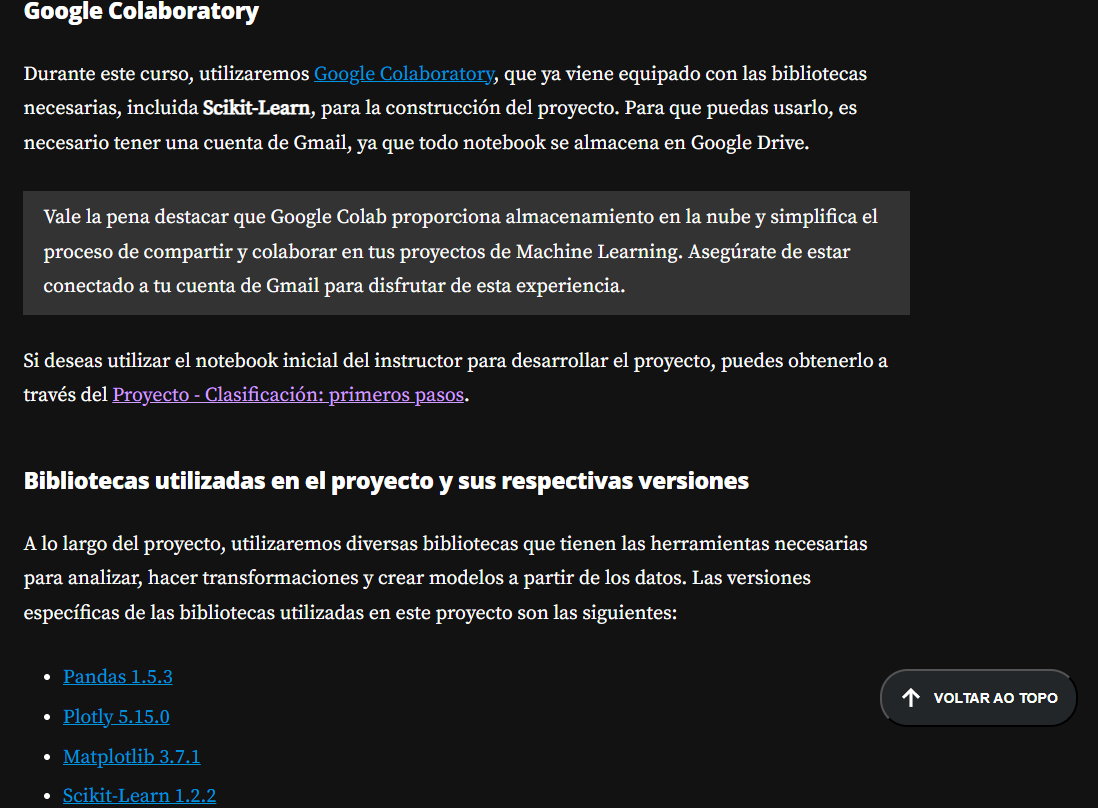 Google Colaboratory
Durante este curso, utilizaremos Google Colaboratory, que ya viene equipado con las bibliotecas
necesarias, incluida Scikit-Learn, para la construcción del proyecto. Para que puedas usarlo, es
necesario tener una cuenta de Gmail, ya que todo notebook se almacena en Google Drive.
Vale la pena destacar que Google Colab proporciona almacenamiento en la nube y simplifica el
proceso de compartir y colaborar en tus proyectos de Machine Learning. Asegúrate de estar
conectado a tu cuenta de Gmail para disfrutar de esta experiencia.
Si deseas utilizar el notebook inicial del instructor para desarrollar el proyecto, puedes obtenerlo a
través del Proyecto - Clasificación: primeros pasos.
Bibliotecas utilizadas en el proyecto y sus respectivas versiones
A lo largo del proyecto, utilizaremos diversas bibliotecas que tienen las herramientas necesarias
para analizar, hacer transformaciones y crear modelos a partir de los datos. Las versiones
específicas de las bibliotecas utilizadas en este proyecto son las siguientes:
• Pandas 1.5.3
• Plotly 5.15.0
• Matplotlib 3.7.1
• Scikit-Learn 1.2.2
VOLTAR AO TOPO